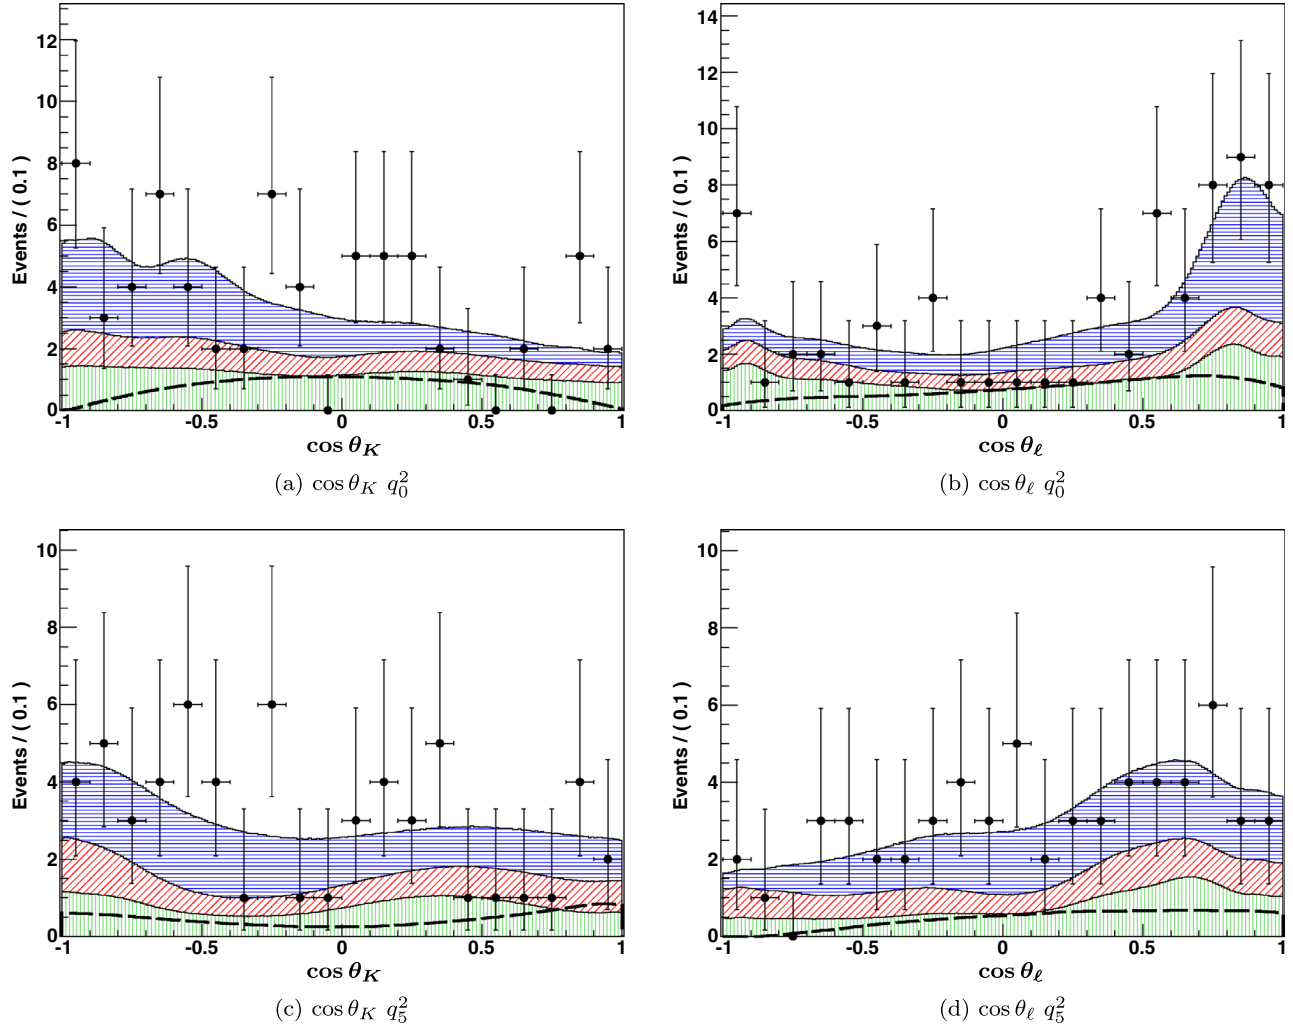 Events / ( 0.1 )
12
10
8
6
4
2
0
-1 -0.5 0 0.5 1
cos θ_K
(a) cos θ_K q_0^2
Events / ( 0.1 )
14
12
10
8
6
4
2
0
-1 -0.5 0 0.5 1
cos θ_ℓ
(b) cos θ_ℓ q_0^2
Events / ( 0.1 )
10
8
6
4
2
0
-1 -0.5 0 0.5 1
cos θ_K
(c) cos θ_K q_5^2
Events / ( 0.1 )
10
8
6
4
2
0
-1 -0.5 0 0.5 1
cos θ_ℓ
(d) cos θ_ℓ q_5^2